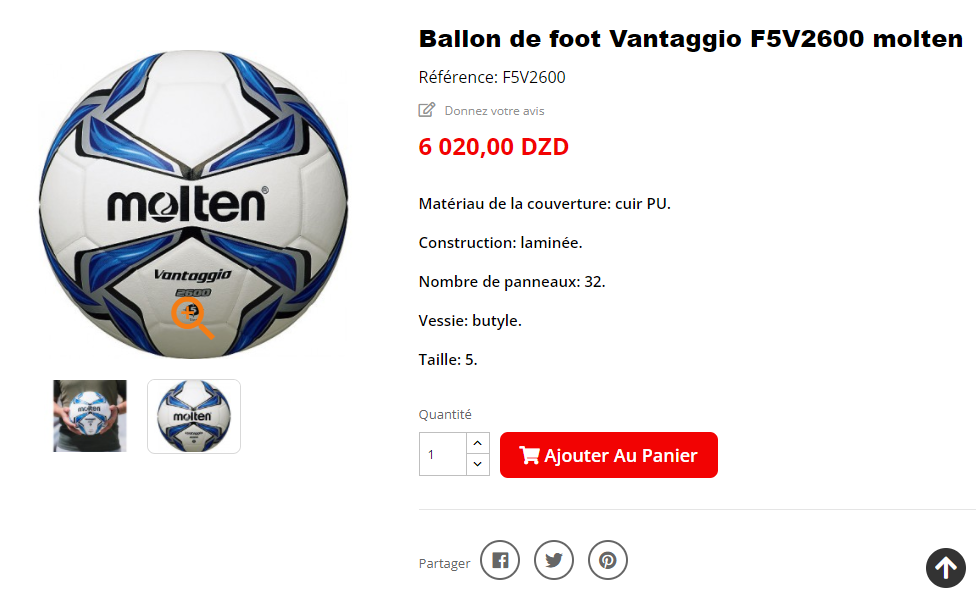 Ballon de foot Vantaggio F5V2600 molten
Référence: F5V2600
Donnez votre avis
6 020,00 DZD
molten®
Vantaggio
2600
Matériau de la couverture: cuir PU.
Construction: laminée.
Nombre de panneaux: 32.
Vessie: butyle.
Taille: 5.
molten
molten
Vantaggio
Quantité
1
Ajouter Au Panier
Partager